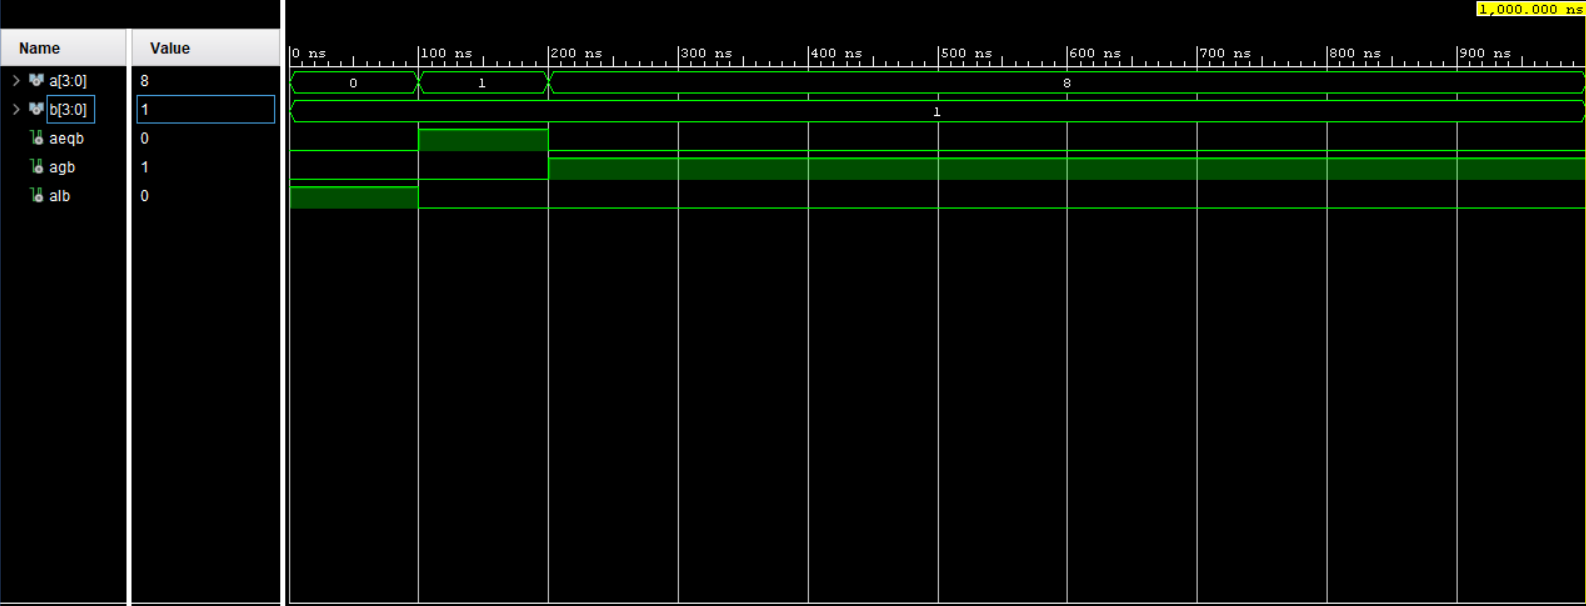 1,000.000 ns
Name Value
0 ns 100 ns 200 ns 300 ns 400 ns 500 ns 600 ns 700 ns 800 ns 900 ns
a[3:0] 8 0 1 8
b[3:0] 1 1
aeqb 0
agb 1
alb 0